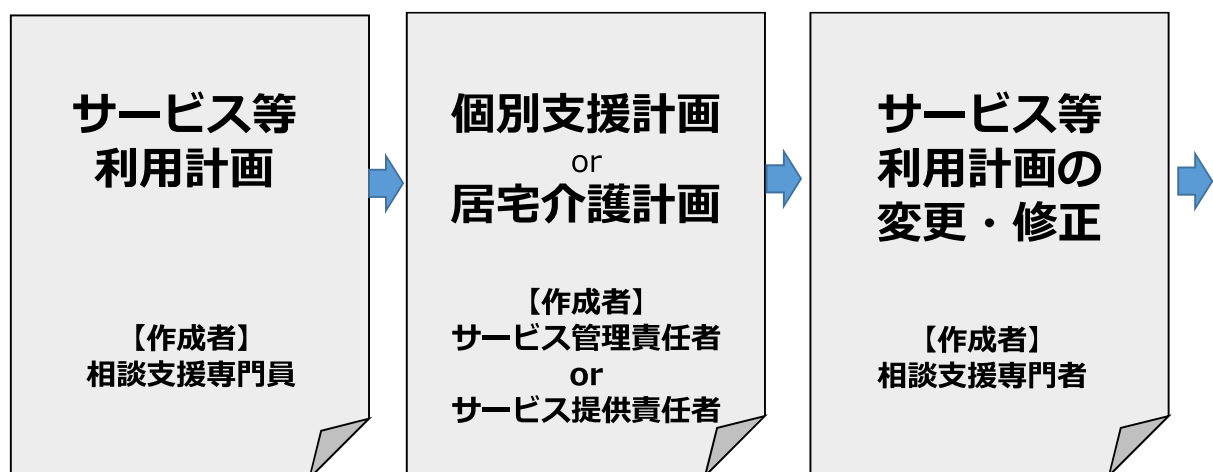 サービス等
利用計画
【作成者】
相談支援専門員
個別支援計画
or
居宅介護計画
【作成者】
サービス管理責任者
or
サービス提供責任者
サービス等
利用計画の
変更・修正
【作成者】
相談支援専門者